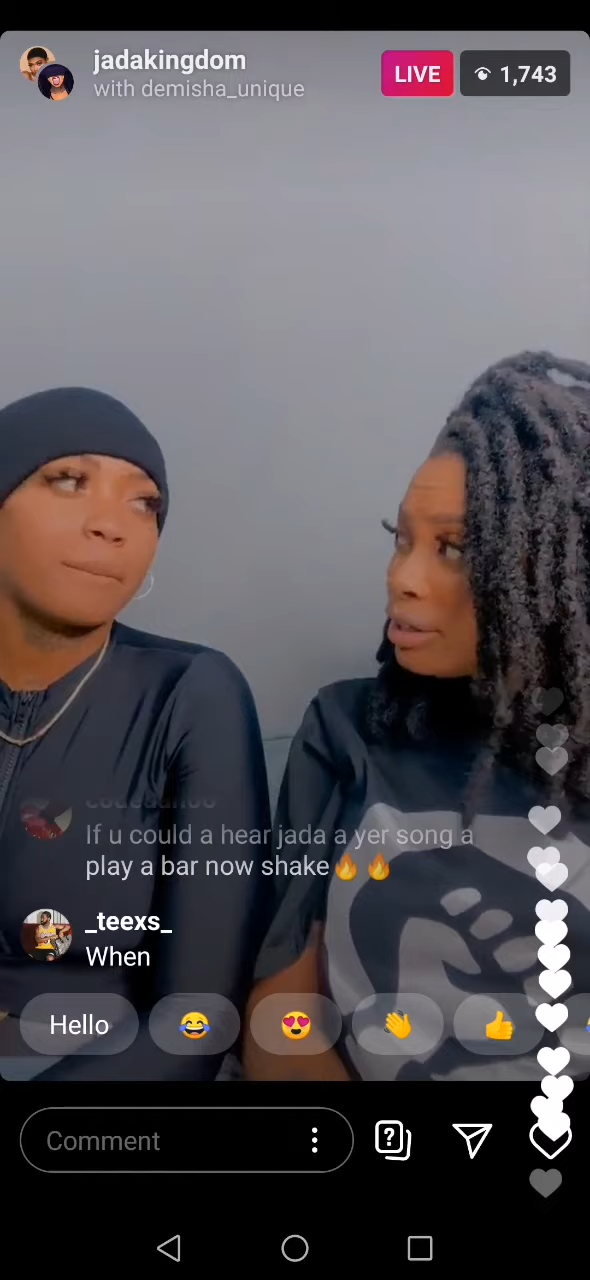 jadakingdom
with demisha_unique
LIVE
1,743
If u could a hear jada a yer song a
play a bar now shake🔥🔥
_teexs_
When
Hello
Comment